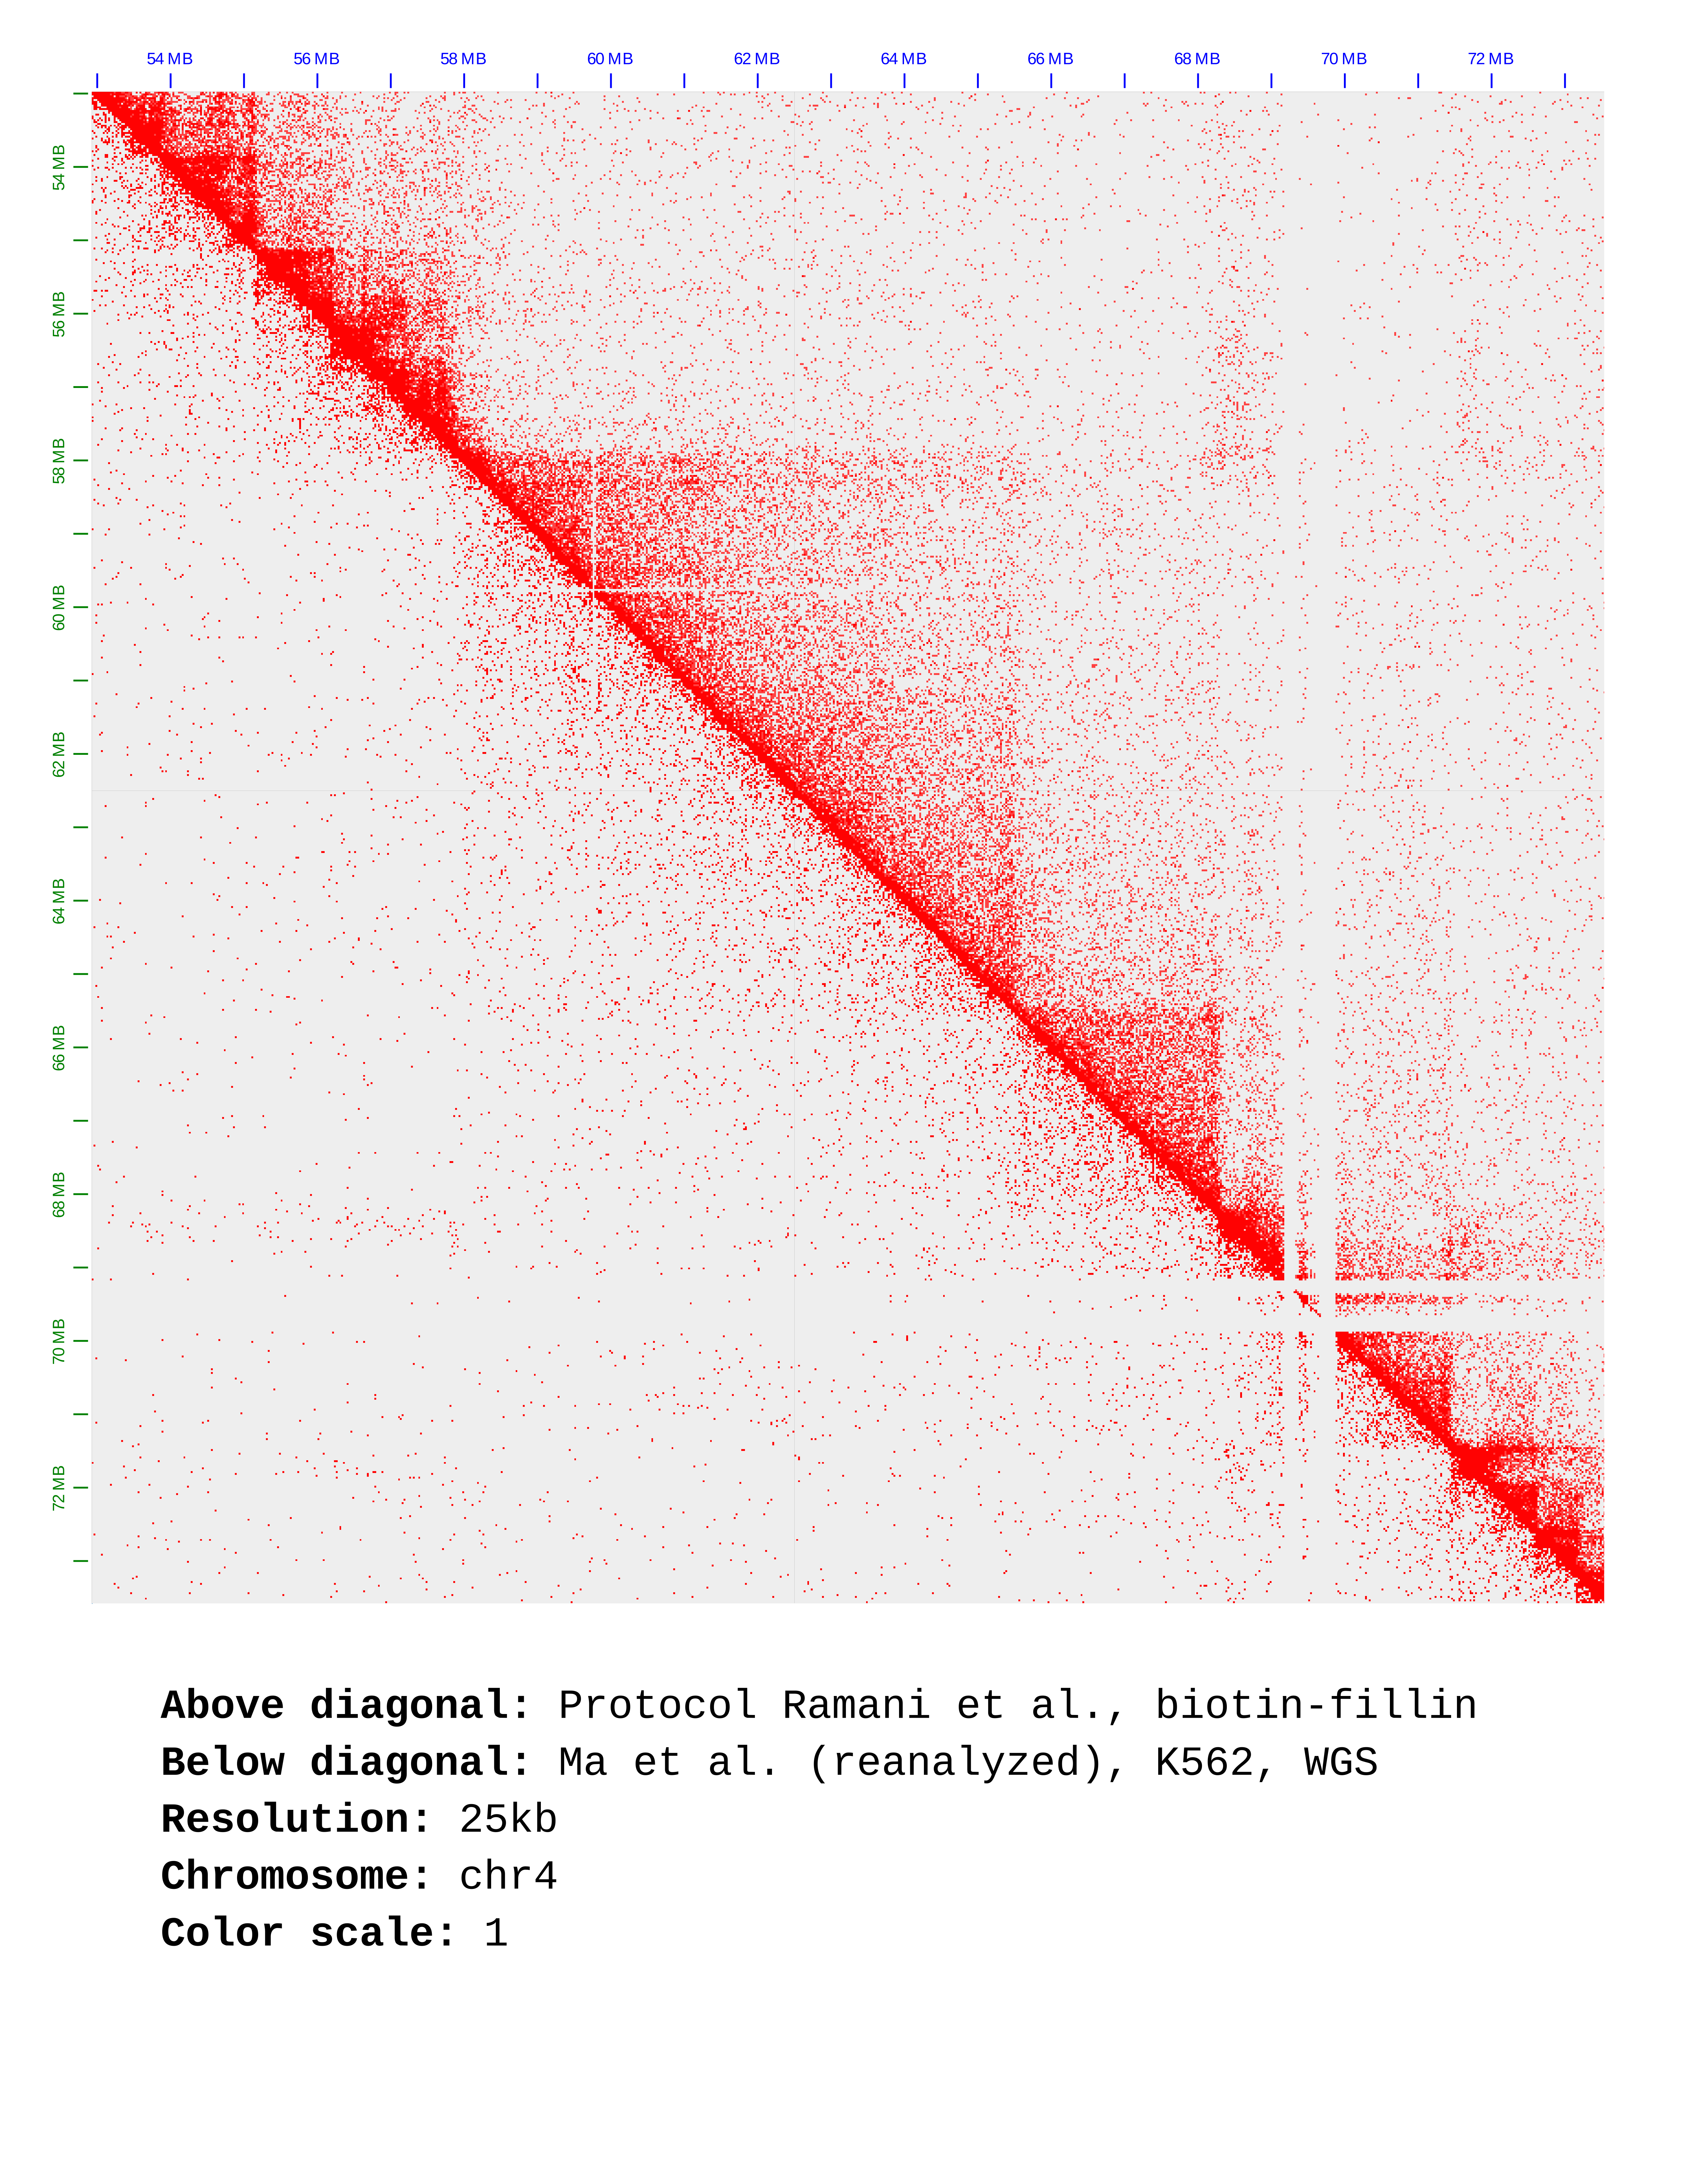 54 MB 56 MB 58 MB 60 MB 62 MB 64 MB 66 MB 68 MB 70 MB 72 MB
54 MB
56 MB
58 MB
60 MB
62 MB
64 MB
66 MB
68 MB
70 MB
72 MB
Above diagonal: Protocol Ramani et al., biotin-fillin
Below diagonal: Ma et al. (reanalyzed), K562, WGS
Resolution: 25kb
Chromosome: chr4
Color scale: 1